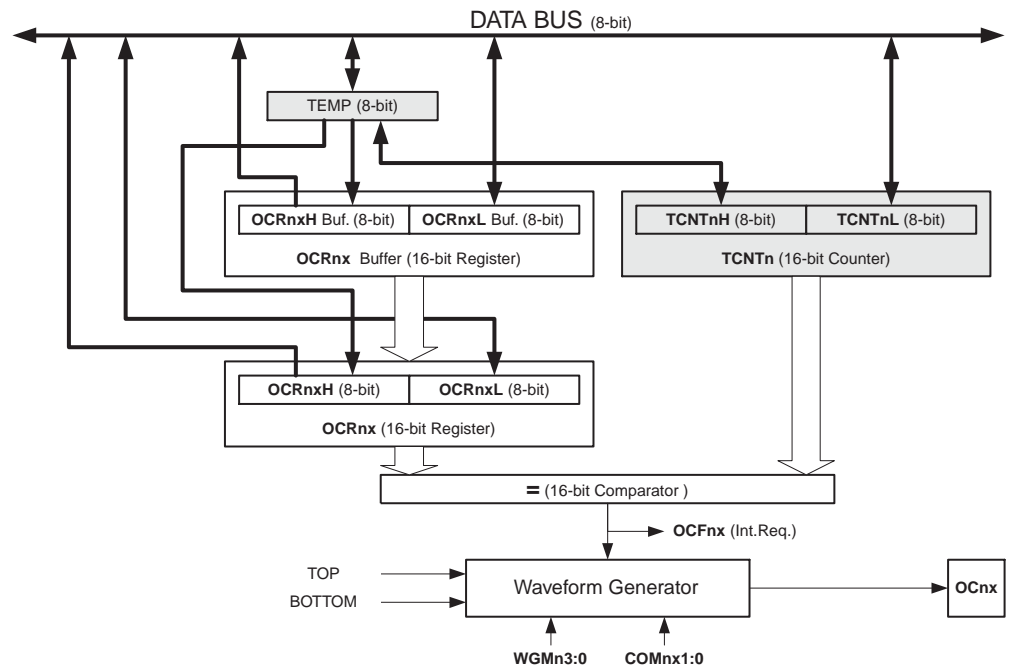 DATA BUS (8-bit)
TEMP (8-bit)
OCRnxH Buf. (8-bit) OCRnxL Buf. (8-bit)
OCRnx Buffer (16-bit Register)
TCNTnH (8-bit) TCNTnL (8-bit)
TCNTn (16-bit Counter)
OCRnxH (8-bit) OCRnxL (8-bit)
OCRnx (16-bit Register)
= (16-bit Comparator )
OCFnx (Int.Req.)
TOP
BOTTOM
Waveform Generator
OCnx
WGMn3:0 COMnx1:0